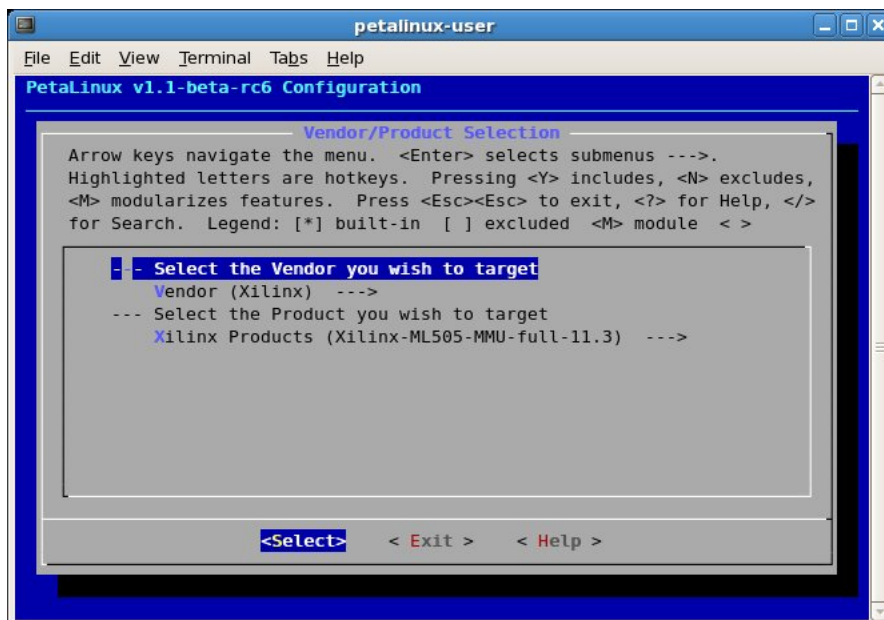 petalinux-user
File Edit View Terminal Tabs Help
PetaLinux v1.1-beta-rc6 Configuration
Vendor/Product Selection
Arrow keys navigate the menu. <Enter> selects submenus --->.
Highlighted letters are hotkeys. Pressing <Y> includes, <N> excludes,
<M> modularizes features. Press <Esc><Esc> to exit, <?> for Help, </>
for Search. Legend: [*] built-in [ ] excluded <M> module < >
--- Select the Vendor you wish to target
Vendor (Xilinx) --->
--- Select the Product you wish to target
Xilinx Products (Xilinx-ML505-MMU-full-11.3) --->
<Select> < Exit > < Help >